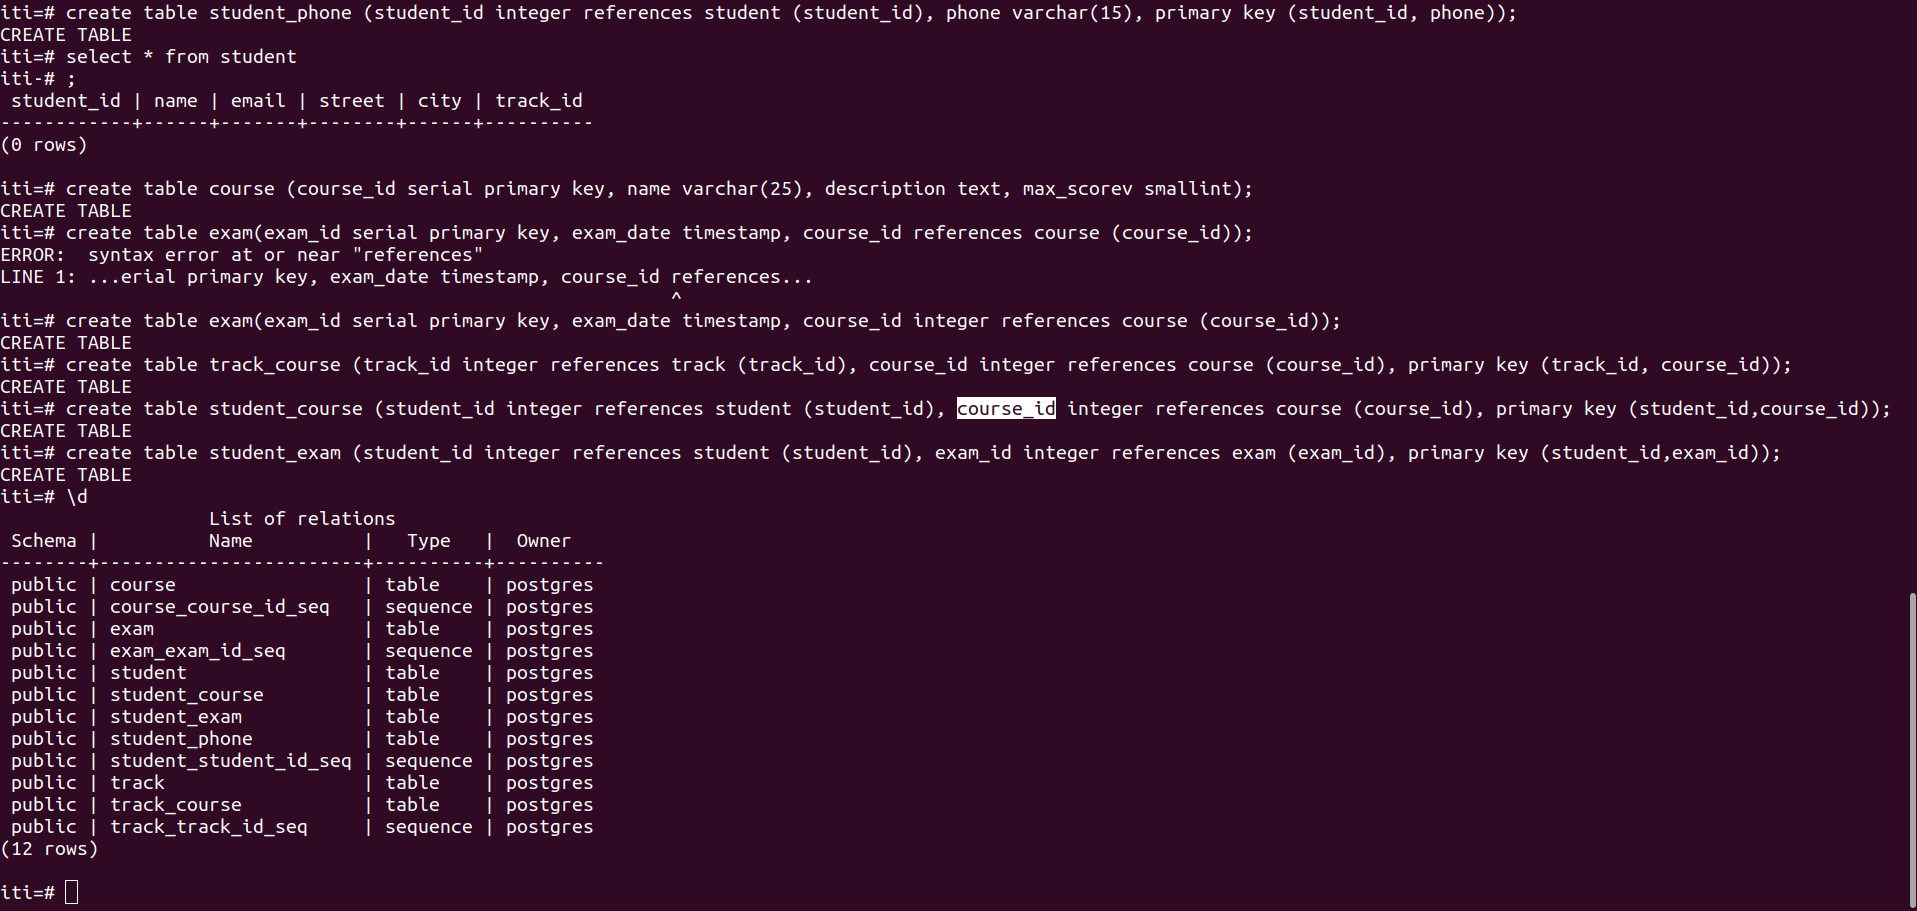 iti=# create table student_phone (student_id integer references student (student_id), phone varchar(15), primary key (student_id, phone));
CREATE TABLE
iti=# select * from student
iti-# ;
 student_id | name | email | street | city | track_id
------------+------+-------+--------+------+----------
(0 rows)

iti=# create table course (course_id serial primary key, name varchar(25), description text, max_scorev smallint);
CREATE TABLE
iti=# create table exam(exam_id serial primary key, exam_date timestamp, course_id references course (course_id));
ERROR:  syntax error at or near "references"
LINE 1: ...erial primary key, exam_date timestamp, course_id references...
                                                             ^
iti=# create table exam(exam_id serial primary key, exam_date timestamp, course_id integer references course (course_id));
CREATE TABLE
iti=# create table track_course (track_id integer references track (track_id), course_id integer references course (course_id), primary key (track_id, course_id));
CREATE TABLE
iti=# create table student_course (student_id integer references student (student_id), course_id integer references course (course_id), primary key (student_id,course_id));
CREATE TABLE
iti=# create table student_exam (student_id integer references student (student_id), exam_id integer references exam (exam_id), primary key (student_id,exam_id));
CREATE TABLE
iti=# \d
                   List of relations
 Schema |          Name          |   Type   |  Owner
--------+------------------------+----------+----------
 public | course                 | table    | postgres
 public | course_course_id_seq   | sequence | postgres
 public | exam                   | table    | postgres
 public | exam_exam_id_seq       | sequence | postgres
 public | student                | table    | postgres
 public | student_course         | table    | postgres
 public | student_exam           | table    | postgres
 public | student_phone          | table    | postgres
 public | student_student_id_seq | sequence | postgres
 public | track                  | table    | postgres
 public | track_course           | table    | postgres
 public | track_track_id_seq     | sequence | postgres
(12 rows)

iti=#